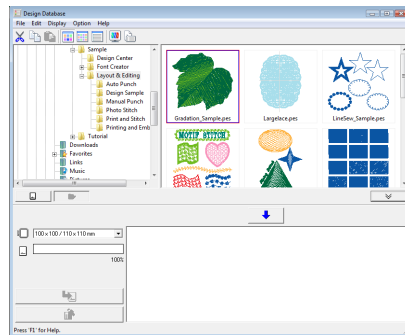 Design Database
File Edit Display Option Help
Sample
Design Center
Font Creator
Layout & Editing
Auto Punch
Design Sample
Manual Punch
Photo Stitch
Print and Stitch
Printing and Emb
Tutorial
Downloads
Favorites
Links
Music
Gradation_Sample.pes
Largelace.pes
LineSew_Sample.pes
MOTIF STITCH
100 x 100 / 110 x 110 mm
100%
Press 'F1' for Help.